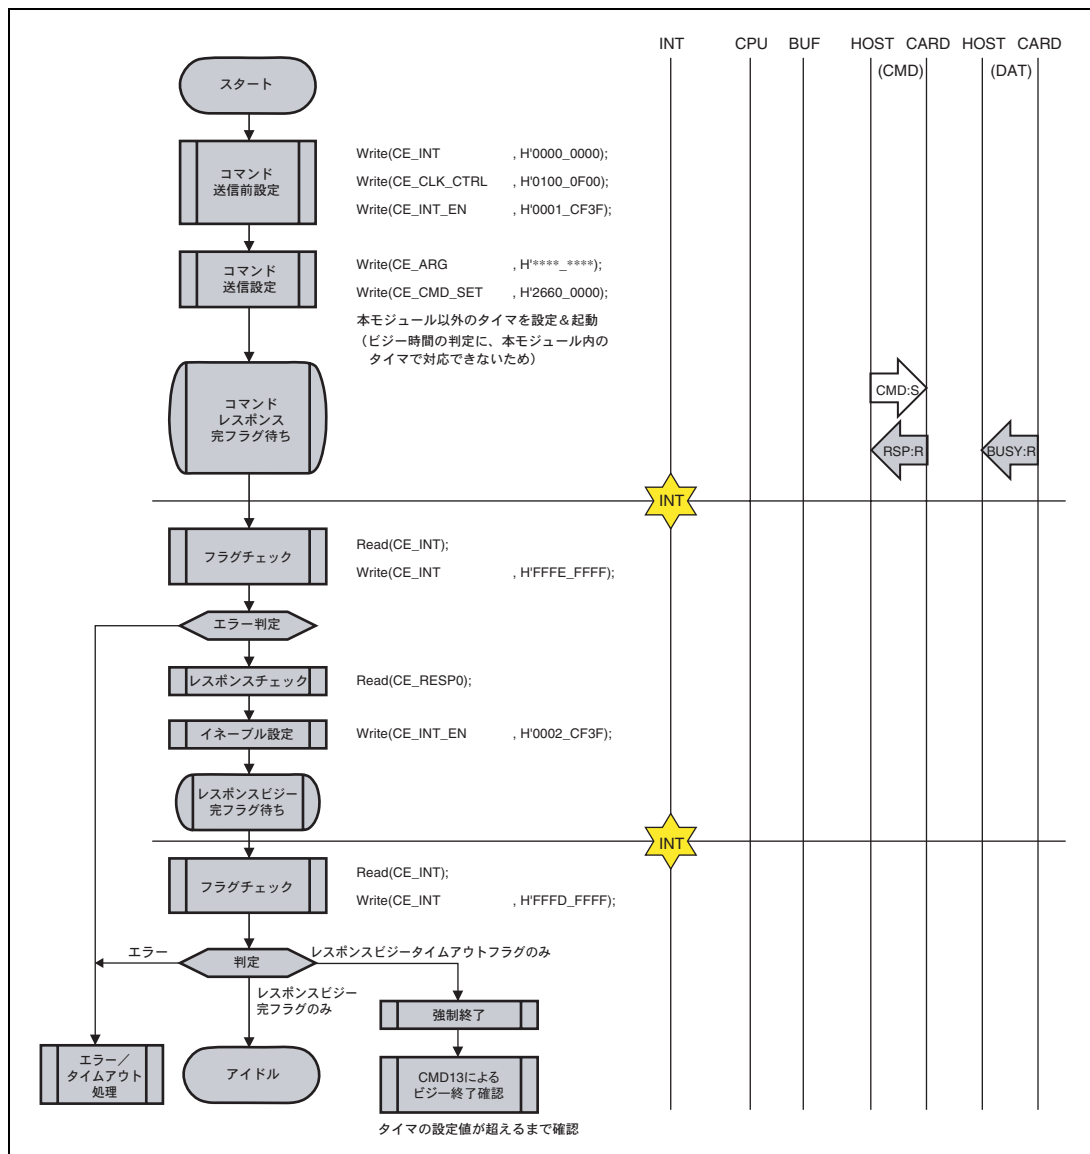 INT CPU BUF HOST CARD HOST CARD
(CMD) (DAT)
スタート
コマンド
送信前設定
Write(CE_INT , H'0000_0000);
Write(CE_CLK_CTRL , H'0100_0F00);
Write(CE_INT_EN , H'0001_CF3F);
コマンド
送信設定
Write(CE_ARG , H'****_****);
Write(CE_CMD_SET , H'2660_0000);
本モジュール以外のタイマを設定&起動
(ビジー時間の判定に、本モジュール内の
タイマで対応できないため)
コマンド
レスポンス
完フラグ待ち
CMD:S
RSP:R
BUSY:R
INT
フラグチェック
Read(CE_INT);
Write(CE_INT , H'FFFE_FFFF);
エラー判定
レスポンスチェック
Read(CE_RESP0);
イネーブル設定
Write(CE_INT_EN , H'0002_CF3F);
レスポンスビジー
完フラグ待ち
INT
フラグチェック
Read(CE_INT);
Write(CE_INT , H'FFFD_FFFF);
エラー
判定
レスポンスビジータイムアウトフラグのみ
レスポンスビジー
完フラグのみ
強制終了
エラー/
タイムアウト
処理
アイドル
CMD13による
ビジー終了確認
タイマの設定値が超えるまで確認